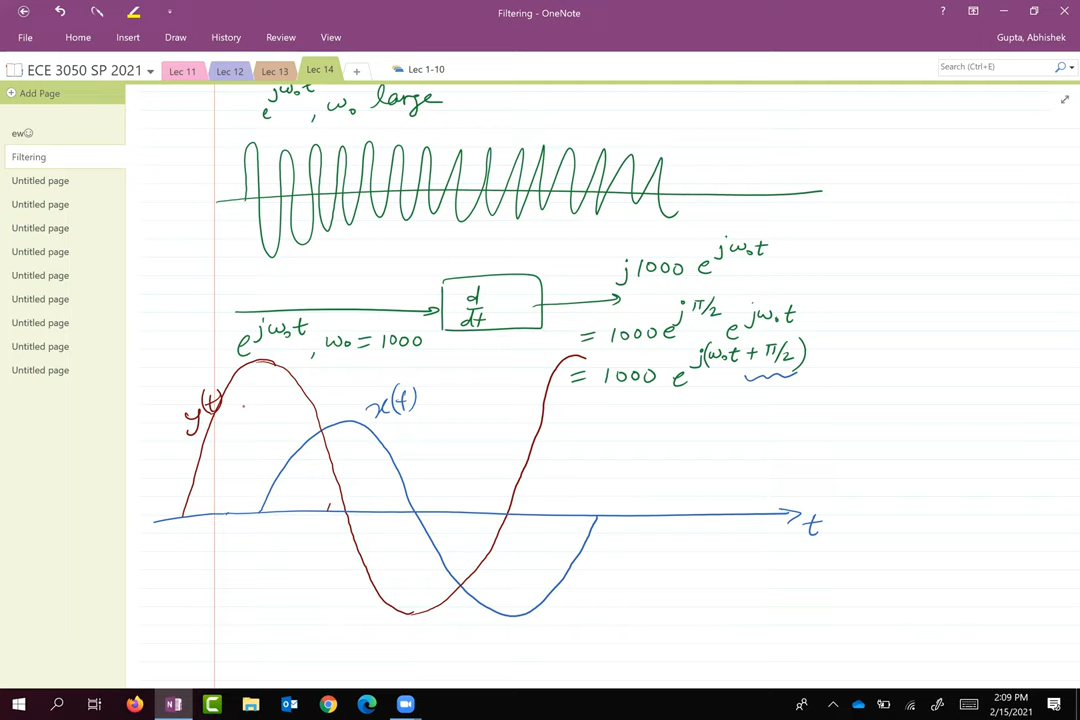 Filtering - OneNote
File Home Insert Draw History Review View
Gupta, Abhishek
ECE 3050 SP 2021
Lec 11 Lec 12 Lec 13 Lec 14 + Lec 1-10
Search (Ctrl+E)
Add Page
ew☺
Filtering
Untitled page
Untitled page
Untitled page
Untitled page
Untitled page
Untitled page
Untitled page
Untitled page
Untitled page
e^{jω₀t}, ω₀ large
j1000 e^{jω₀t}
d/dt
e^{jω₀t}, ω₀ = 1000
= 1000 e^{jπ/2} e^{jω₀t}
= 1000 e^{j(ω₀t + π/2)}
y(t)
x(t)
t
2:09 PM
2/15/2021